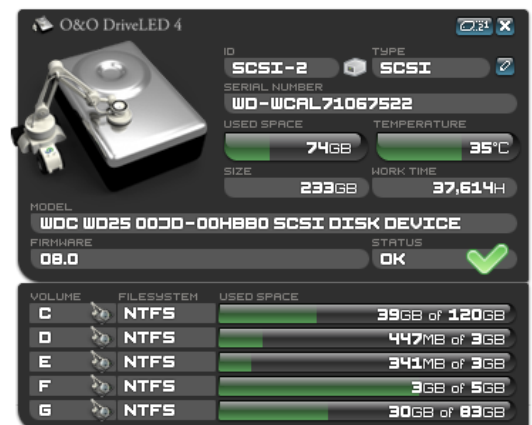 O&O DriveLED 4
ID TYPE
SCSI-2 SCSI
SERIAL NUMBER
WD-WCAL71067522
USED SPACE TEMPERATURE
74GB 35°C
SIZE WORK TIME
233GB 37,614H
MODEL
WDC WD25 00JD-00HBB0 SCSI DISK DEVICE
FIRMWARE STATUS
08.0 OK
VOLUME FILESYSTEM USED SPACE
C NTFS 39GB of 120GB
D NTFS 447MB of 3GB
E NTFS 341MB of 3GB
F NTFS 3GB of 5GB
G NTFS 30GB of 83GB